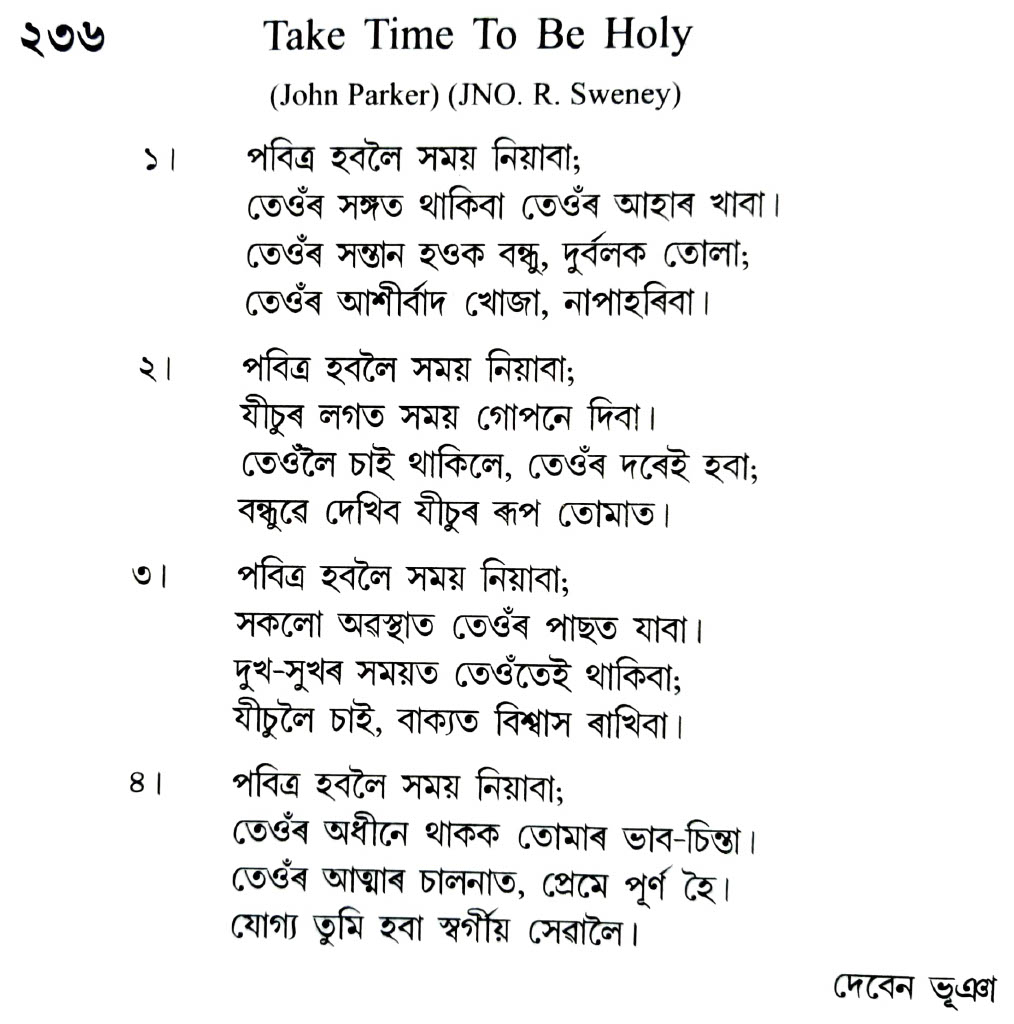 ২৩৬ Take Time To Be Holy
(John Parker) (JNO. R. Sweney)
১। পবিত্ৰ হবলৈ সময় নিয়াবা;
তেওঁৰ সঙ্গত থাকিবা তেওঁৰ আহাৰ খাবা।
তেওঁৰ সন্তান হওক বন্ধু, দুৰ্বলক তোলা;
তেওঁৰ আশীৰ্বাদ খোজা, নাপাহৰিবা।
২। পবিত্ৰ হবলৈ সময় নিয়াবা;
যীচুৰ লগত সময় গোপনে দিবা।
তেওঁলৈ চাই থাকিলে, তেওঁৰ দৰেই হবা;
বন্ধুৱে দেখিব যীচুৰ ৰূপ তোমাত।
৩। পবিত্ৰ হবলৈ সময় নিয়াবা;
সকলো অৱস্থাত তেওঁৰ পাছত যাবা।
দুখ-সুখৰ সময়ত তেওঁতেই থাকিবা;
যীচুলৈ চাই, বাক্যত বিশ্বাস ৰাখিবা।
৪। পবিত্ৰ হবলৈ সময় নিয়াবা;
তেওঁৰ অধীনে থাকক তোমাৰ ভাব-চিন্তা।
তেওঁৰ আত্মাৰ চালনাত, প্ৰেমে পূৰ্ণ হৈ।
যোগ্য তুমি হবা স্বৰ্গীয় সেৱালৈ।
দেবেন ভূঞা